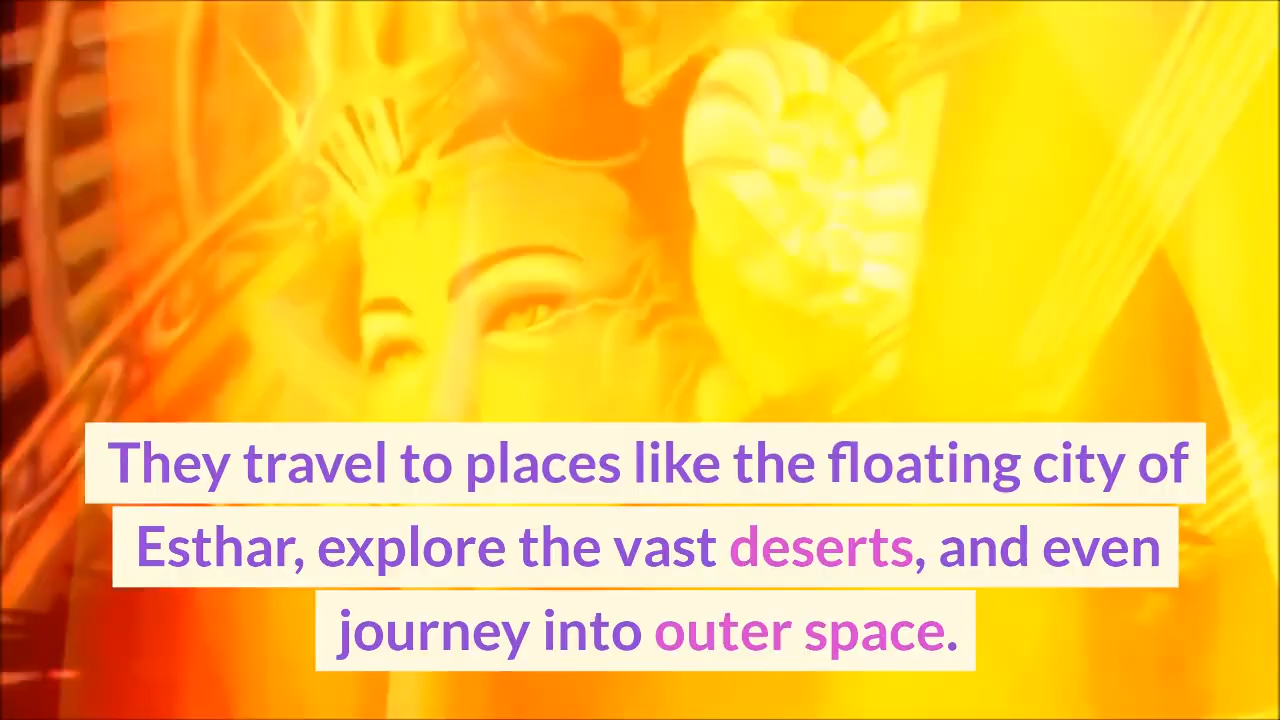 They travel to places like the floating city of
Esthar, explore the vast deserts, and even
journey into outer space.